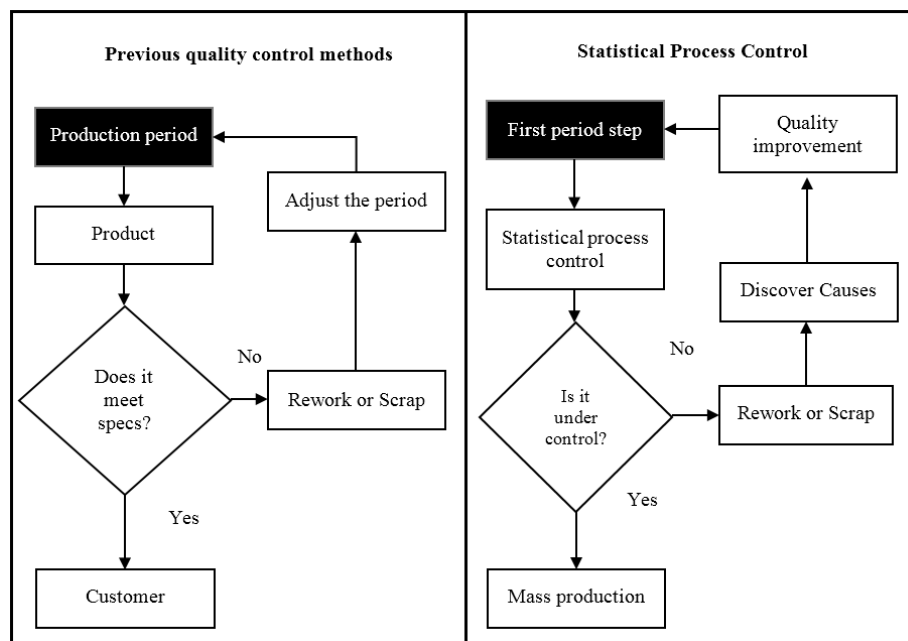 Previous quality control methods
Production period
Product
Adjust the period
Does it
meet
specs?
No
Rework or Scrap
Yes
Customer
Statistical Process Control
First period step
Quality
improvement
Statistical process
control
Discover Causes
Is it
under
control?
No
Rework or Scrap
Yes
Mass production